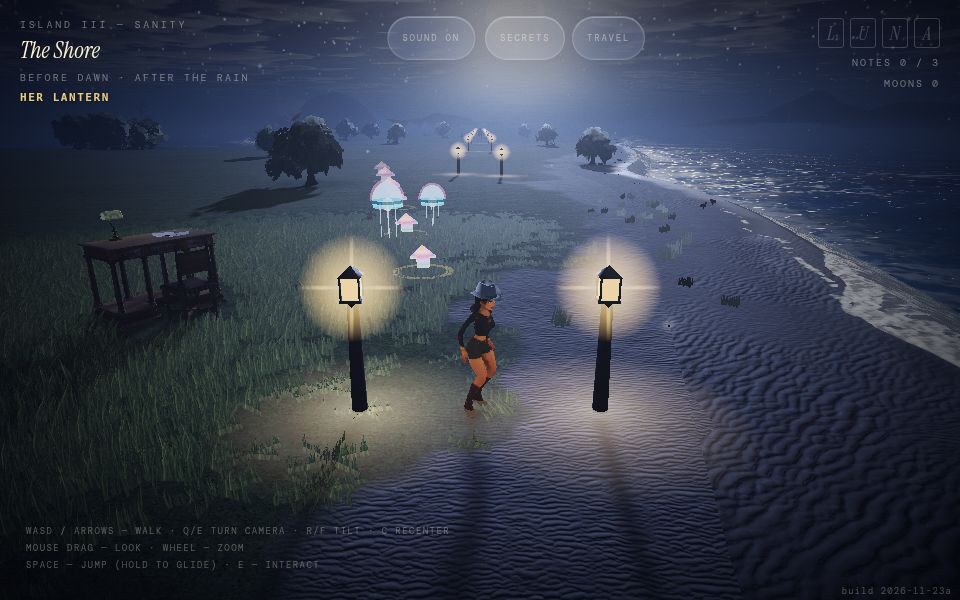 ISLAND III — SANITY
The Shore
BEFORE DAWN · AFTER THE RAIN
HER LANTERN
SOUND ON
SECRETS
TRAVEL
L U N A
NOTES 0 / 3
MOONS 0
WASD / ARROWS — WALK · Q/E TURN CAMERA · R/F TILT · C RECENTER
MOUSE DRAG — LOOK · WHEEL — ZOOM
SPACE — JUMP (HOLD TO GLIDE) · E — INTERACT
build 2026-11-23a